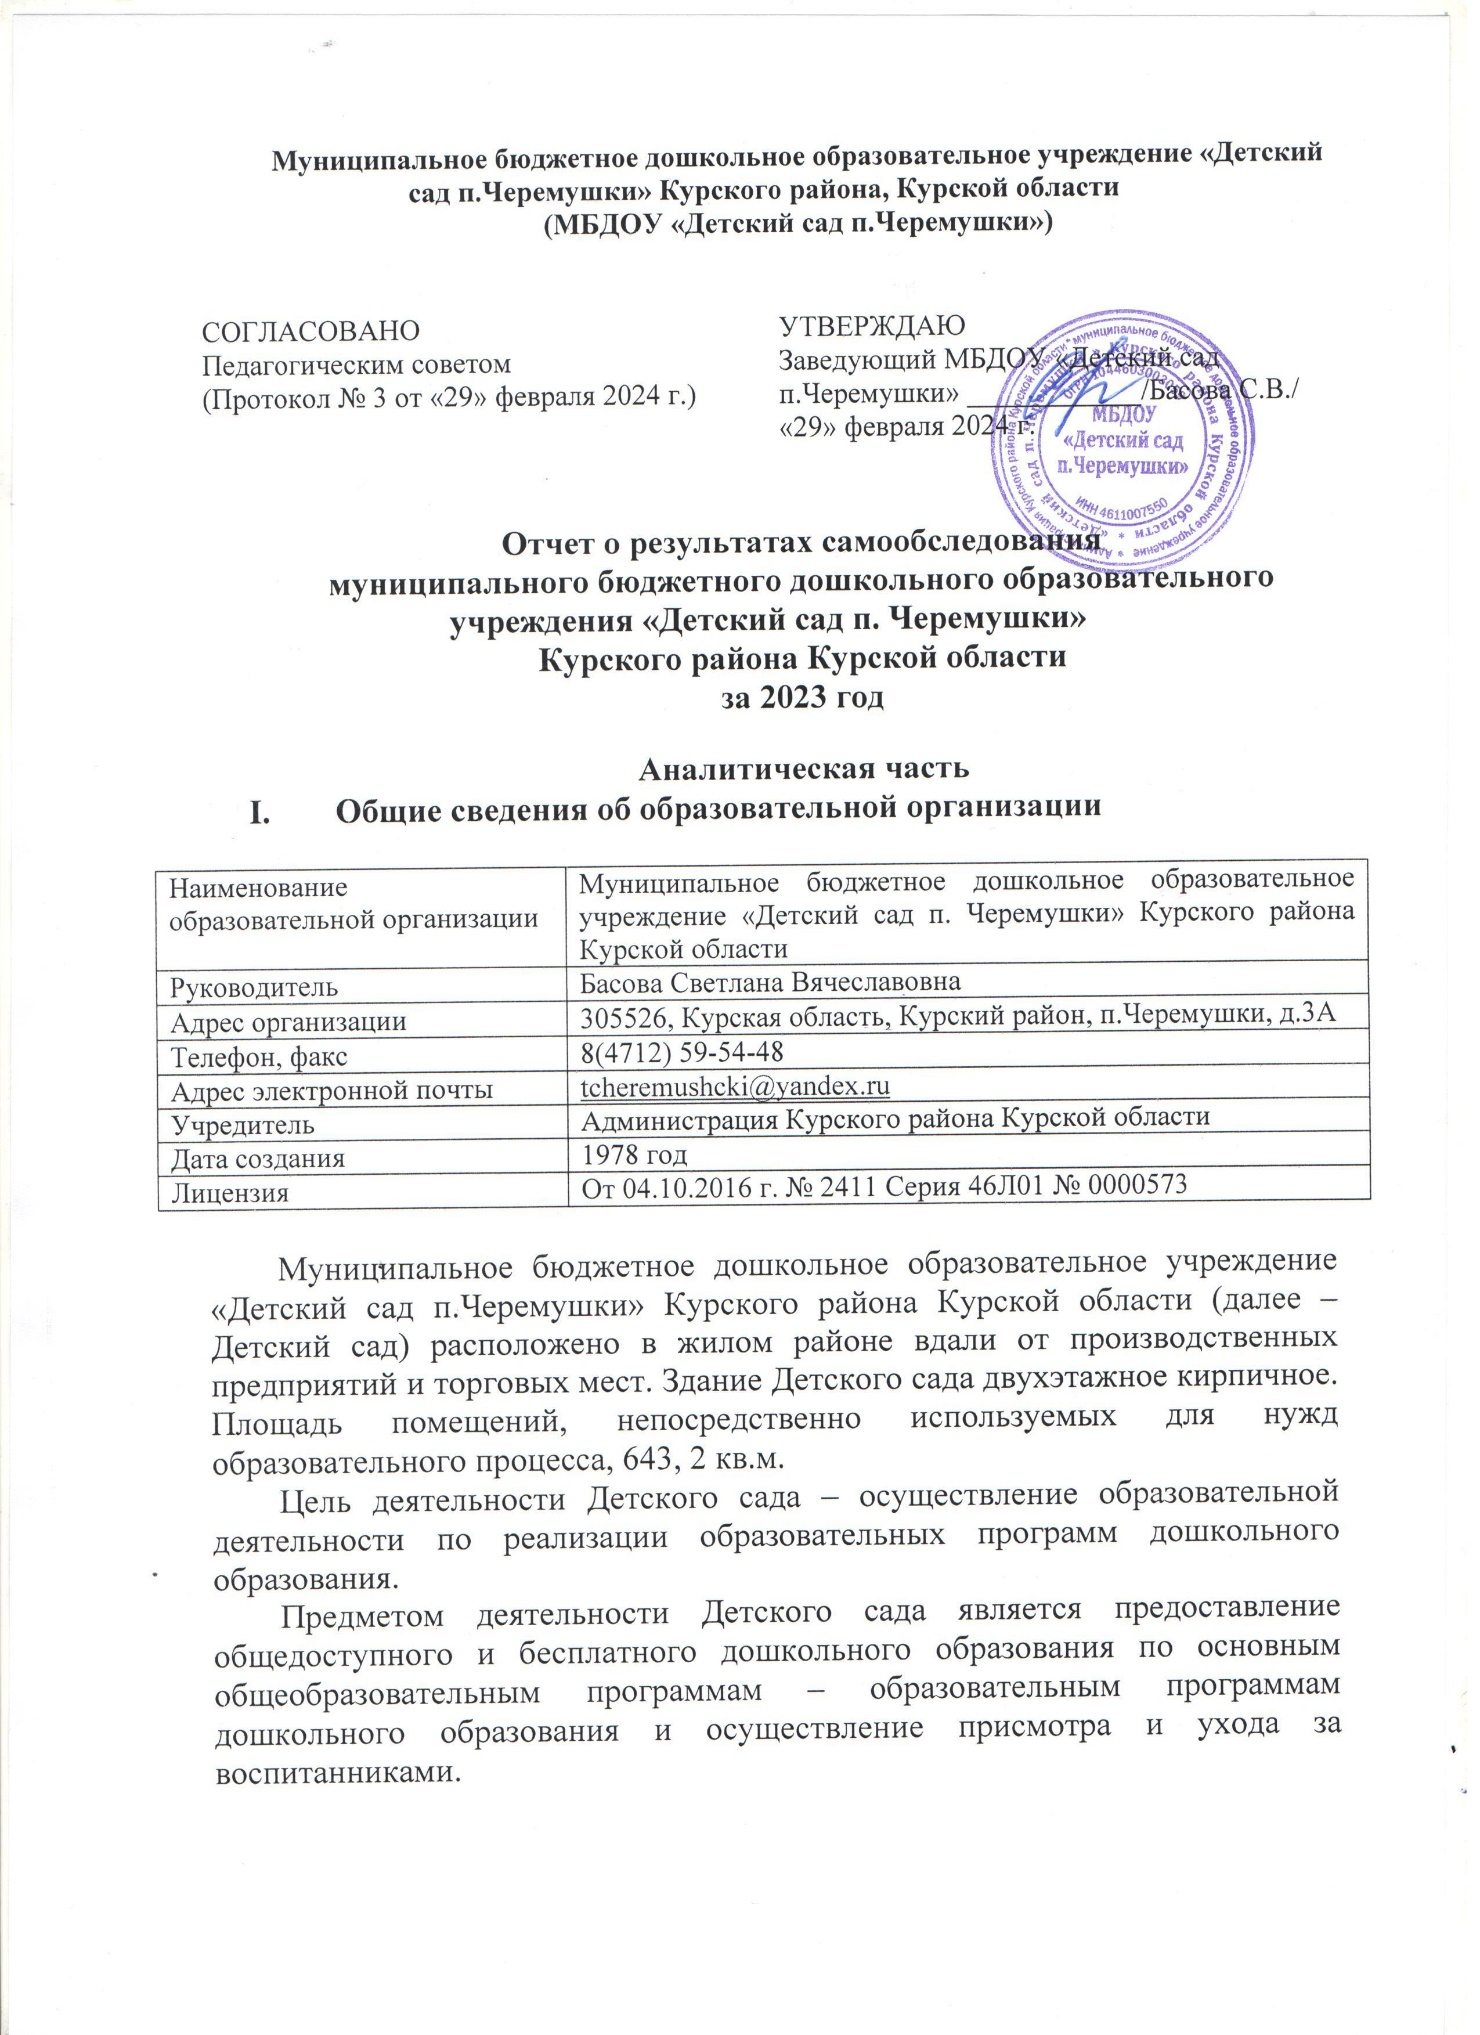 Муниципальное бюджетное дошкольное образовательное учреждение «Детский
сад п.Черемушки» Курского района, Курской области
(МБДОУ «Детский сад п.Черемушки»)
СОГЛАСОВАНО
Педагогическим советом
(Протокол № 3 от «29» февраля 2024 г.)
УТВЕРЖДАЮ
Заведующий МБДОУ «Детский сад
п.Черемушки» ____________/Басова С.В./
«29» февраля 2024 г.
МБДОУ
«Детский сад
п.Черемушки»
ИНН 4611007550
Отчет о результатах самообследования
муниципального бюджетного дошкольного образовательного
учреждения «Детский сад п. Черемушки»
Курского района Курской области
за 2023 год
Аналитическая часть
I. Общие сведения об образовательной организации
Наименование
образовательной организации
Муниципальное бюджетное дошкольное образовательное
учреждение «Детский сад п. Черемушки» Курского района
Курской области
Руководитель
Басова Светлана Вячеславовна
Адрес организации
305526, Курская область, Курский район, п.Черемушки, д.3А
Телефон, факс
8(4712) 59-54-48
Адрес электронной почты
tcheremushcki@yandex.ru
Учредитель
Администрация Курского района Курской области
Дата создания
1978 год
Лицензия
От 04.10.2016 г. № 2411 Серия 46Л01 № 0000573
Муниципальное бюджетное дошкольное образовательное учреждение
«Детский сад п.Черемушки» Курского района Курской области (далее –
Детский сад) расположено в жилом районе вдали от производственных
предприятий и торговых мест. Здание Детского сада двухэтажное кирпичное.
Площадь помещений, непосредственно используемых для нужд
образовательного процесса, 643, 2 кв.м.
Цель деятельности Детского сада – осуществление образовательной
деятельности по реализации образовательных программ дошкольного
образования.
Предметом деятельности Детского сада является предоставление
общедоступного и бесплатного дошкольного образования по основным
общеобразовательным программам – образовательным программам
дошкольного образования и осуществление присмотра и ухода за
воспитанниками.